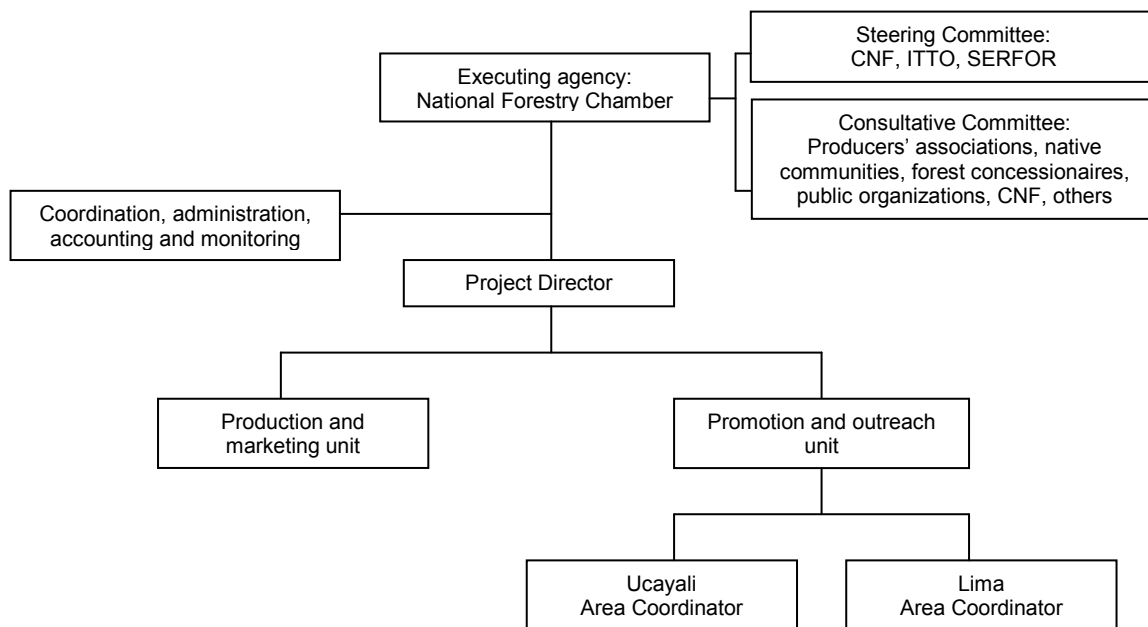 Executing agency:
National Forestry Chamber
Steering Committee:
CNF, ITTO, SERFOR
Consultative Committee:
Producers' associations, native
communities, forest concessionaires,
public organizations, CNF, others
Coordination, administration,
accounting and monitoring
Project Director
Production and
marketing unit
Promotion and outreach
unit
Ucayali
Area Coordinator
Lima
Area Coordinator